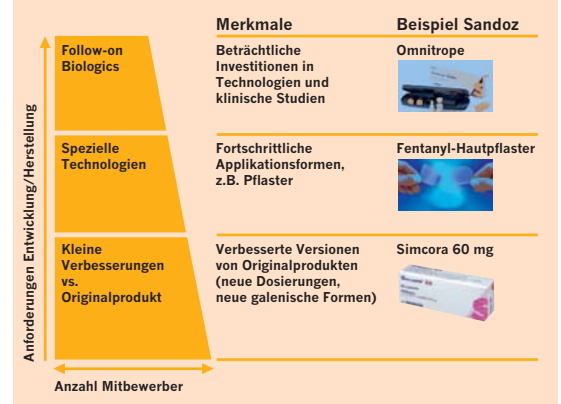 Merkmale
Beispiel Sandoz
Follow-on
Biologics
Beträchtliche
Investitionen in
Technologien und
klinische Studien
Omnitrope
Spezielle
Technologien
Fortschrittliche
Applikationsformen,
z.B. Pflaster
Fentanyl-Hautpflaster
Kleine
Verbesserungen
vs.
Originalprodukt
Verbesserte Versionen
von Originalprodukten
(neue Dosierungen,
neue galenische Formen)
Simcora 60 mg
Anforderungen Entwicklung/Herstellung
Anzahl Mitbewerber